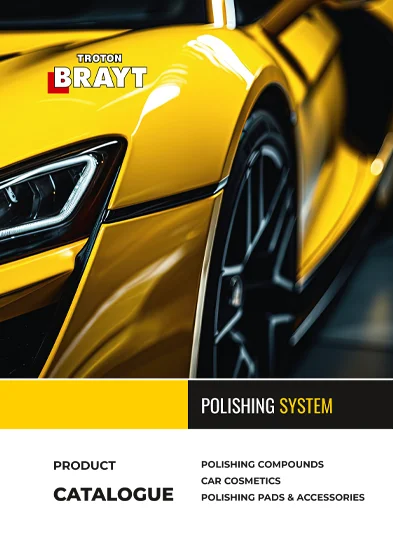 TROTON
BRAYT
POLISHING SYSTEM
PRODUCT
CATALOGUE
POLISHING COMPOUNDS
CAR COSMETICS
POLISHING PADS & ACCESSORIES